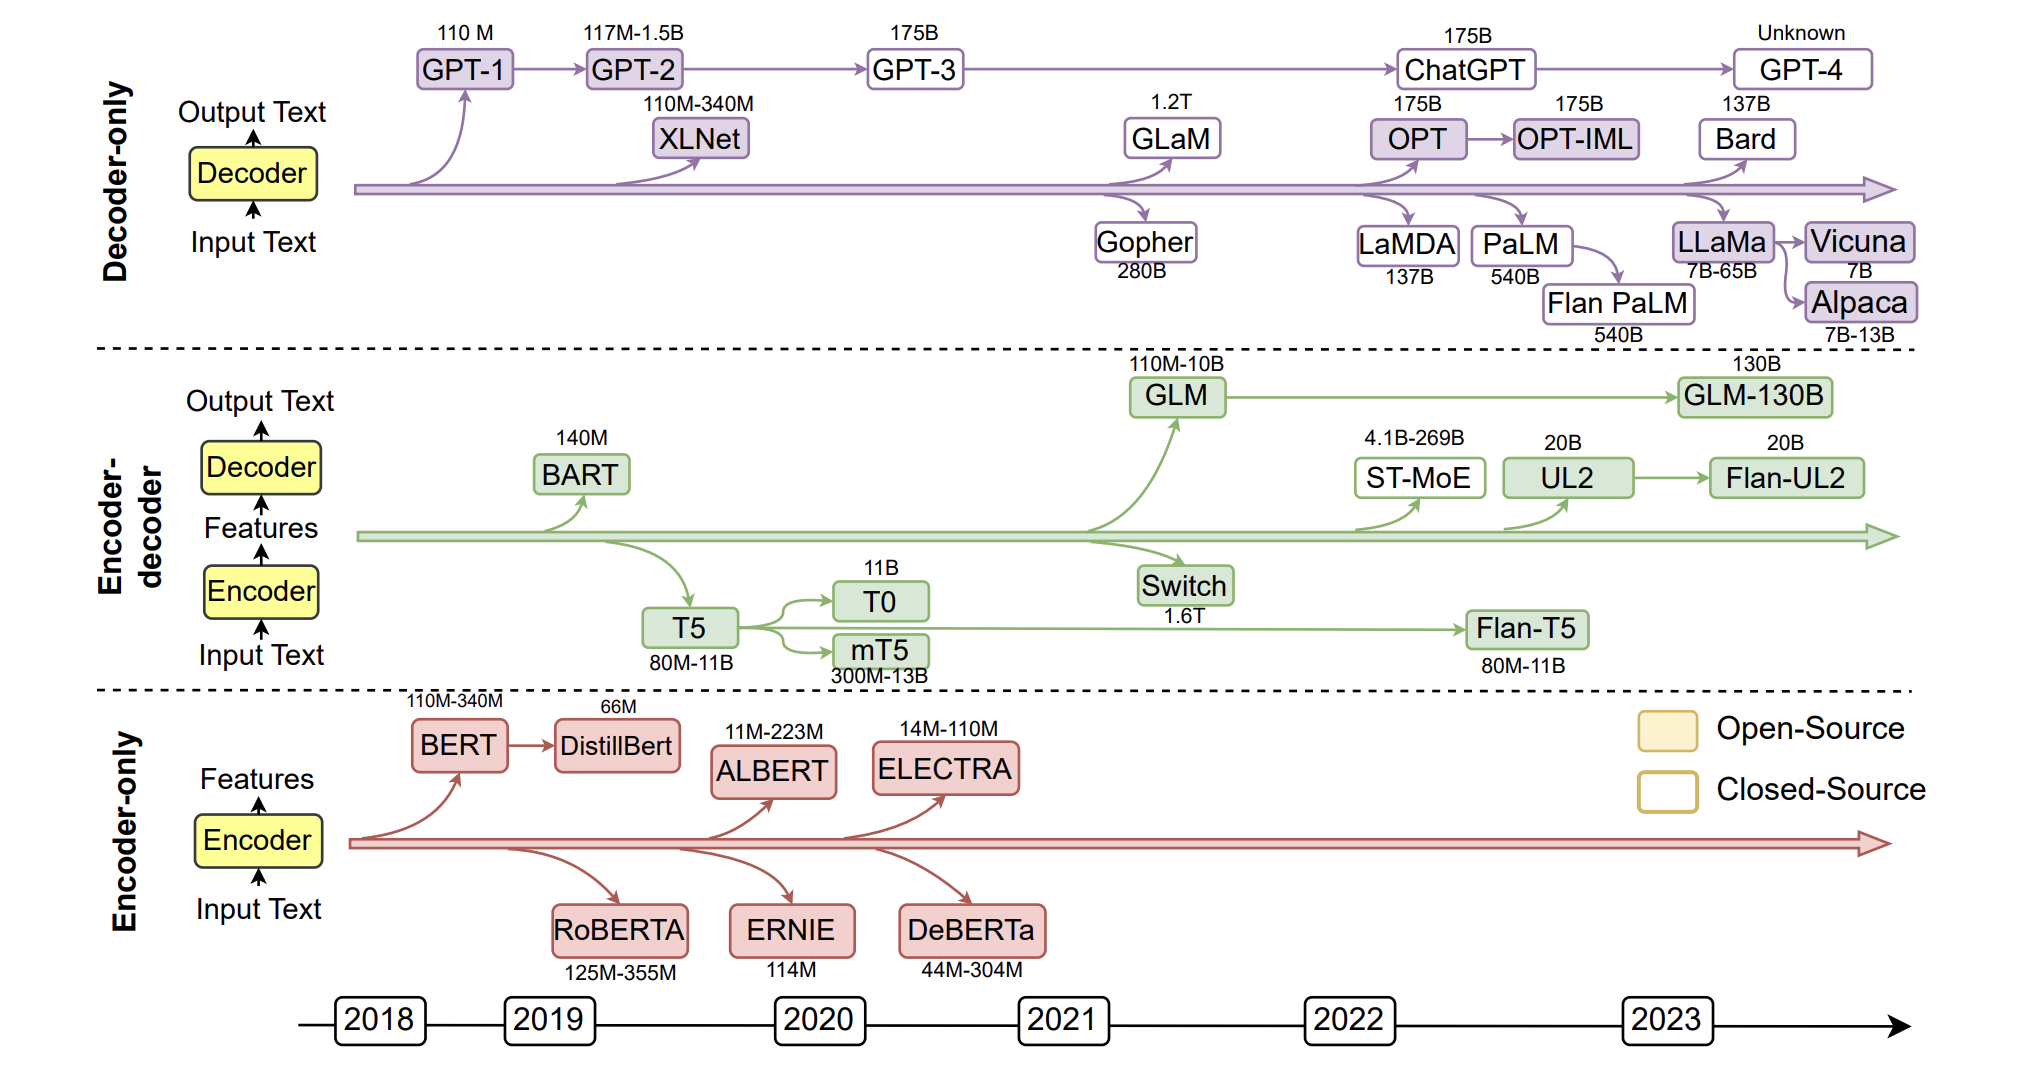 Decoder-only
Output Text
Decoder
Input Text
110 M
GPT-1
117M-1.5B
GPT-2
175B
GPT-3
175B
ChatGPT
Unknown
GPT-4
110M-340M
XLNet
1.2T
GLaM
175B
OPT
175B
OPT-IML
137B
Bard
Gopher
280B
LaMDA
137B
PaLM
540B
Flan PaLM
540B
LLaMa
7B-65B
Vicuna
7B
Alpaca
7B-13B
Encoder-
decoder
Output Text
Decoder
Features
Encoder
Input Text
110M-10B
GLM
130B
GLM-130B
140M
BART
4.1B-269B
ST-MoE
20B
UL2
20B
Flan-UL2
T5
80M-11B
11B
T0
mT5
300M-13B
Switch
1.6T
Flan-T5
80M-11B
Encoder-only
Features
Encoder
Input Text
110M-340M
BERT
66M
DistillBert
11M-223M
ALBERT
14M-110M
ELECTRA
Open-Source
Closed-Source
RoBERTA
125M-355M
ERNIE
114M
DeBERTa
44M-304M
2018
2019
2020
2021
2022
2023